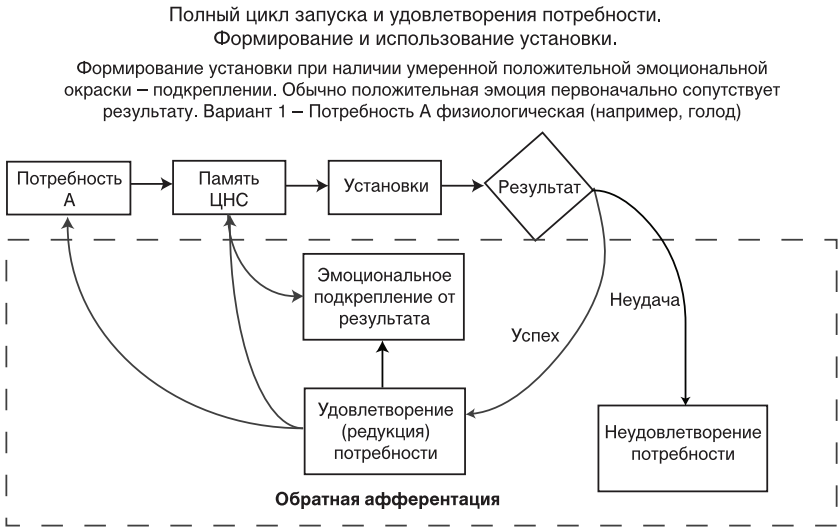 Полный цикл запуска и удовлетворения потребности.
Формирование и использование установки.
Формирование установки при наличии умеренной положительной эмоциональной
окраски – подкреплении. Обычно положительная эмоция первоначально сопутствует
результату. Вариант 1 – Потребность А физиологическая (например, голод)
Потребность
А
Память
ЦНС
Установки
Результат
Эмоциональное
подкрепление от
результата
Неудача
Успех
Удовлетворение
(редукция)
потребности
Неудовлетворение
потребности
Обратная афферентация